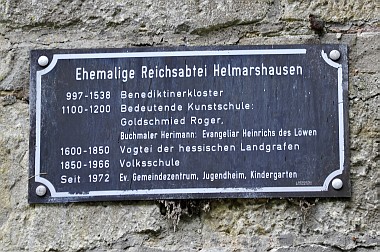 Ehemalige Reichsabtei Helmarshausen
997-1538 Benediktinerkloster
1100-1200 Bedeutende Kunstschule:
Goldschmied Roger,
Buchmaler Herimann: Evangeliar Heinrichs des Löwen
1600-1850 Vogtei der hessischen Landgrafen
1850-1966 Volksschule
Seit 1972 Ev. Gemeindezentrum, Jugendheim, Kindergarten